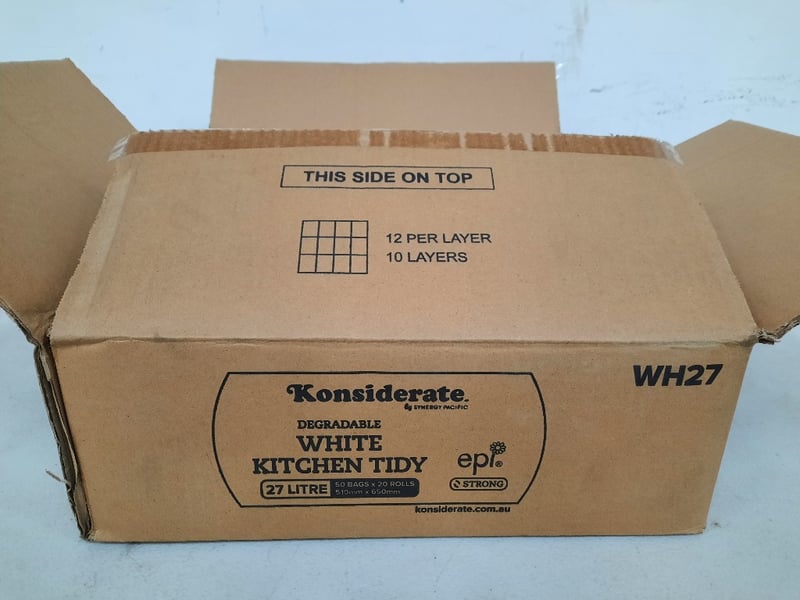 THIS SIDE ON TOP
12 PER LAYER
10 LAYERS
WH27
Konsiderate
by SYNERGY PACIFIC
DEGRADABLE
WHITE
KITCHEN TIDY
epi®
27 LITRE
50 BAGS x 20 ROLLS
510mm x 650mm
STRONG
konsiderate.com.au